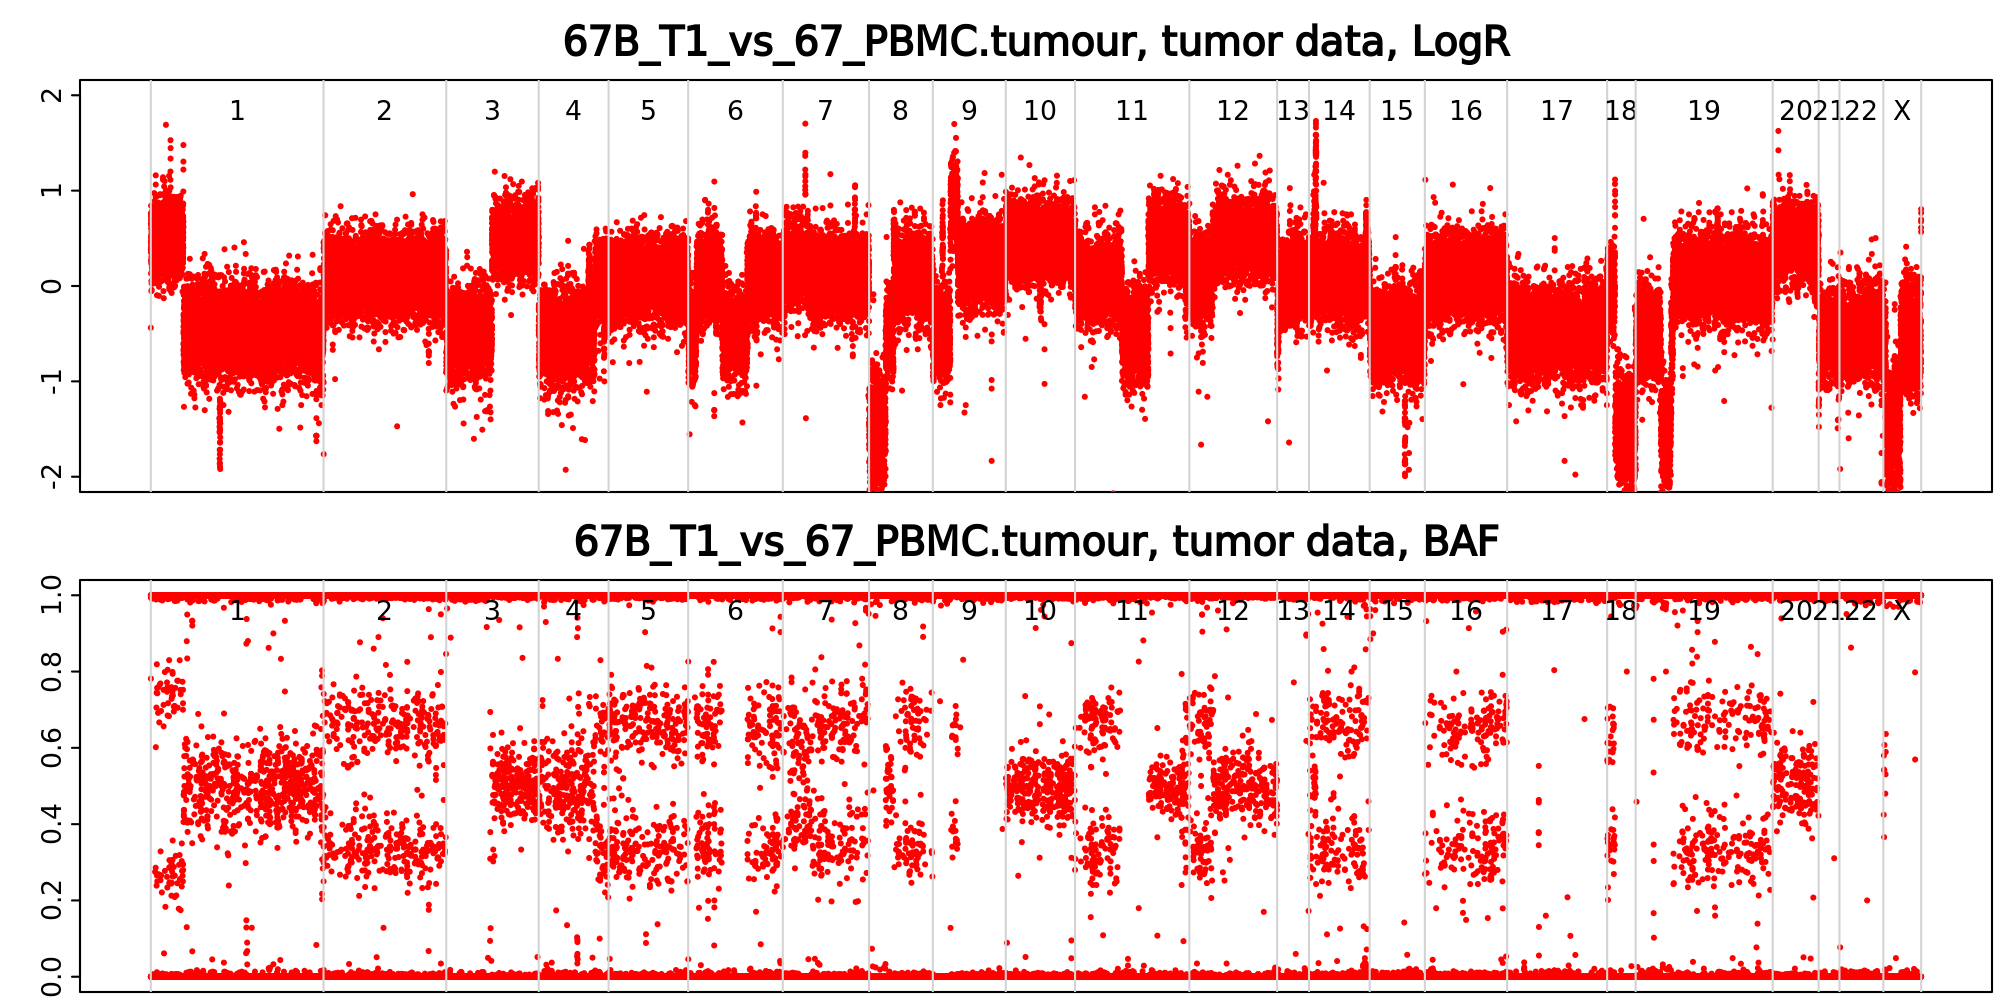 67B_T1_vs_67_PBMC.tumour, tumor data, LogR
2
1
0
-1
-2
1 2 3 4 5 6 7 8 9 10 11 12 13 14 15 16 17 18 19 20 21 22 X
67B_T1_vs_67_PBMC.tumour, tumor data, BAF
1.0
0.8
0.6
0.4
0.2
0.0
1 2 3 4 5 6 7 8 9 10 11 12 13 14 15 16 17 18 19 20 21 22 X